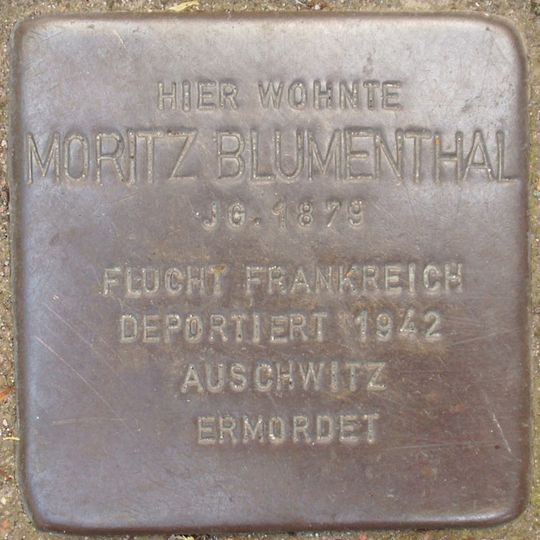 HIER WOHNTE
MORITZ BLUMENTHAL
JG. 1879
FLUCHT FRANKREICH
DEPORTIERT 1942
AUSCHWITZ
ERMORDET